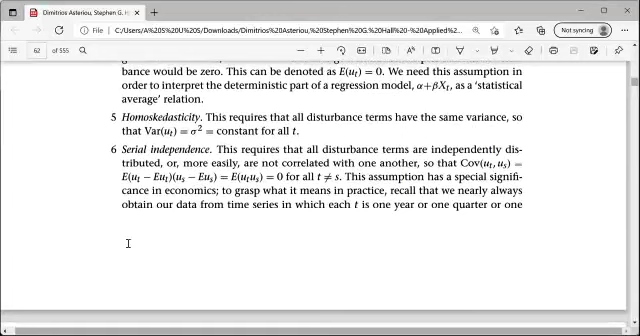 Dimitrios Asteriou, Stephen G. H
File
C:/Users/A%20S%20U%20S/Downloads/Dimitrios%20Asteriou,%20Stephen%20G.%20Hall%20-%20Applied%2...
Not syncing
62 of 555
bance would be zero. This can be denoted as E(uₜ) = 0. We need this assumption in
order to interpret the deterministic part of a regression model, α+βXₜ, as a ‘statistical
average’ relation.
5 Homoskedasticity. This requires that all disturbance terms have the same variance, so
that Var(uₜ) = σ² = constant for all t.
6 Serial independence. This requires that all disturbance terms are independently dis-
tributed, or, more easily, are not correlated with one another, so that Cov(uₜ, uₛ) =
E(uₜ − Euₜ)(uₛ − Euₛ) = E(uₜuₛ) = 0 for all t ≠ s. This assumption has a special signifi-
cance in economics; to grasp what it means in practice, recall that we nearly always
obtain our data from time series in which each t is one year or one quarter or one